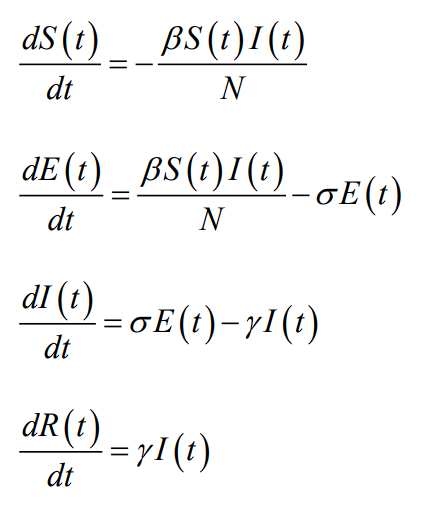 dS(t)/dt = −βS(t)I(t)/N
dE(t)/dt = βS(t)I(t)/N − σE(t)
dI(t)/dt = σE(t) − γI(t)
dR(t)/dt = γI(t)